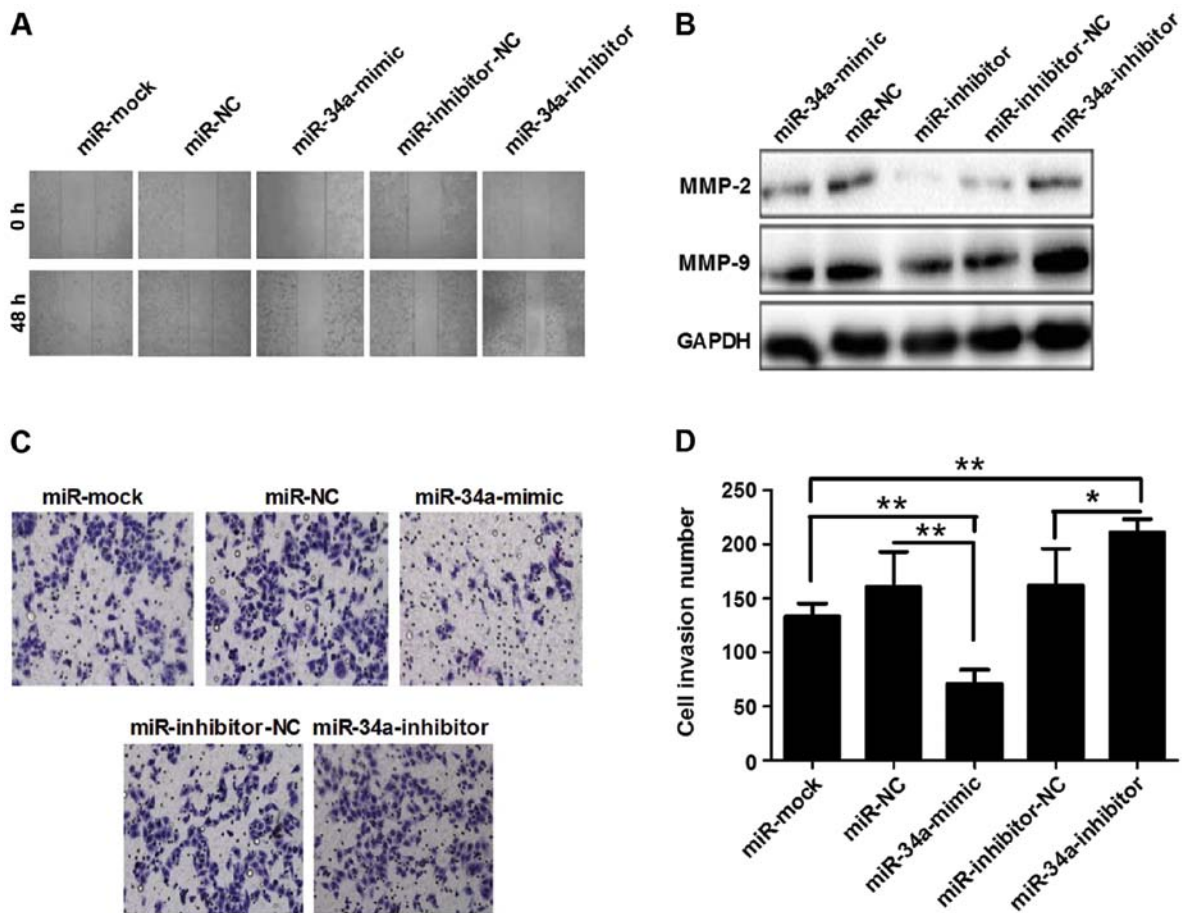 A
miR-mock
miR-NC
miR-34a-mimic
miR-inhibitor-NC
miR-34a-inhibitor
0 h
48 h
B
miR-34a-mimic
miR-NC
miR-inhibitor
miR-inhibitor-NC
miR-34a-inhibitor
MMP-2
MMP-9
GAPDH
C
miR-mock
miR-NC
miR-34a-mimic
miR-inhibitor-NC
miR-34a-inhibitor
D
**
**
**
*
Cell invasion number
250
200
150
100
50
0
miR-mock
miR-NC
miR-34a-mimic
miR-inhibitor-NC
miR-34a-inhibitor